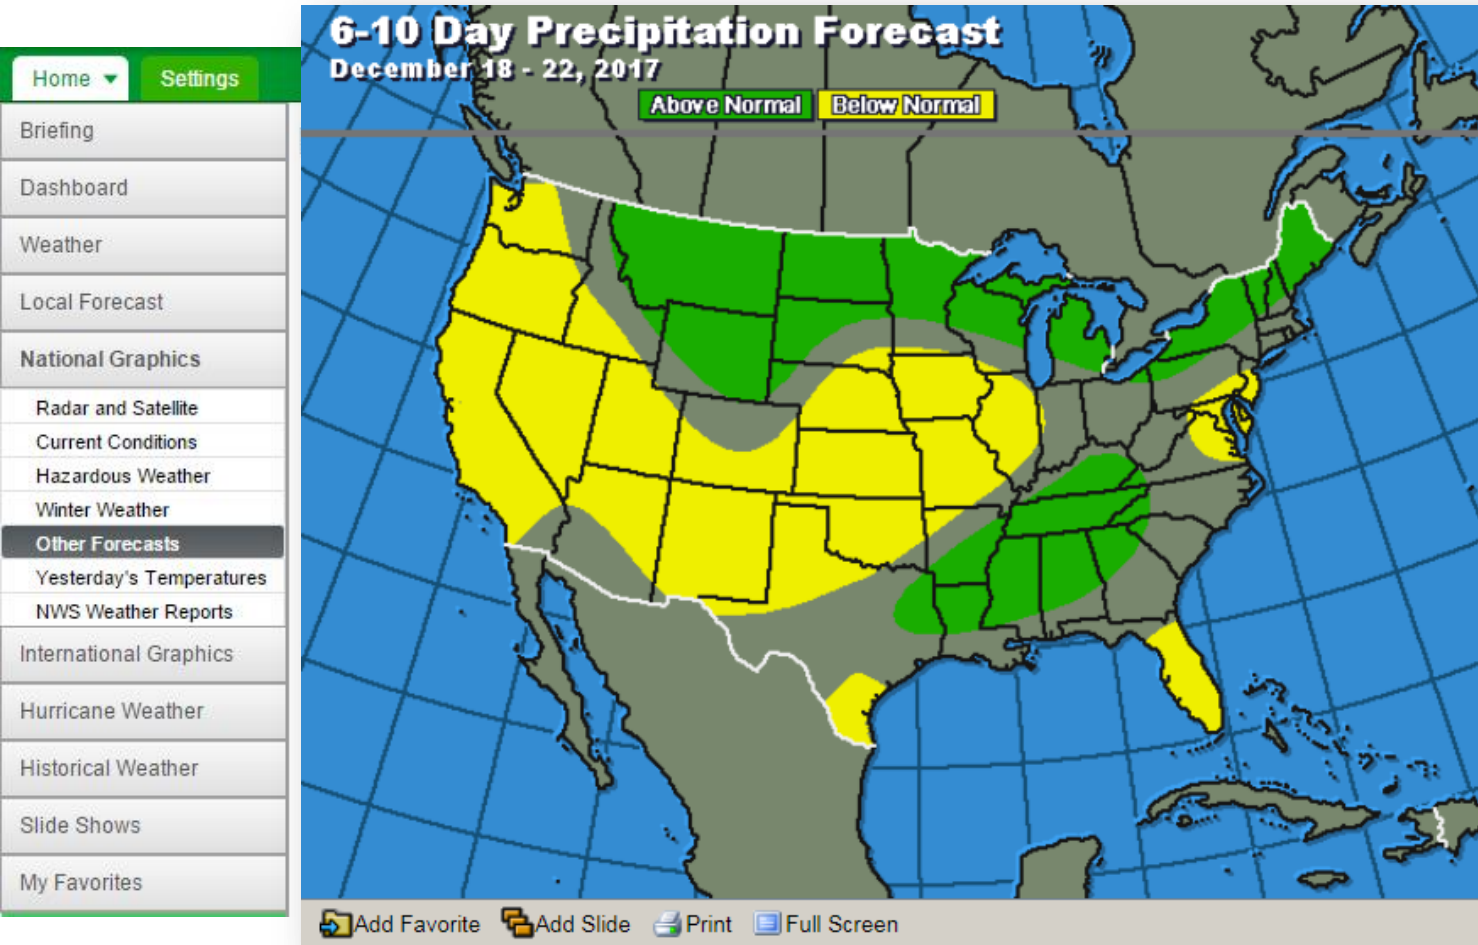 Home
Settings
Briefing
Dashboard
Weather
Local Forecast
National Graphics
Radar and Satellite
Current Conditions
Hazardous Weather
Winter Weather
Other Forecasts
Yesterday's Temperatures
NWS Weather Reports
International Graphics
Hurricane Weather
Historical Weather
Slide Shows
My Favorites
6-10 Day Precipitation Forecast
December 18 - 22, 2017
Above Normal Below Normal
Add Favorite Add Slide Print Full Screen